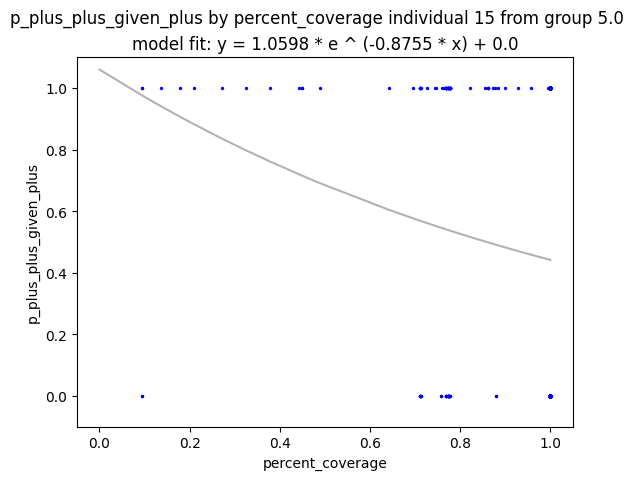 p_plus_plus_given_plus by percent_coverage individual 15 from group 5.0
model fit: y = 1.0598 * e ^ (-0.8755 * x) + 0.0
1.0
0.8
0.6
0.4
0.2
0.0
p_plus_plus_given_plus
0.0 0.2 0.4 0.6 0.8 1.0
percent_coverage